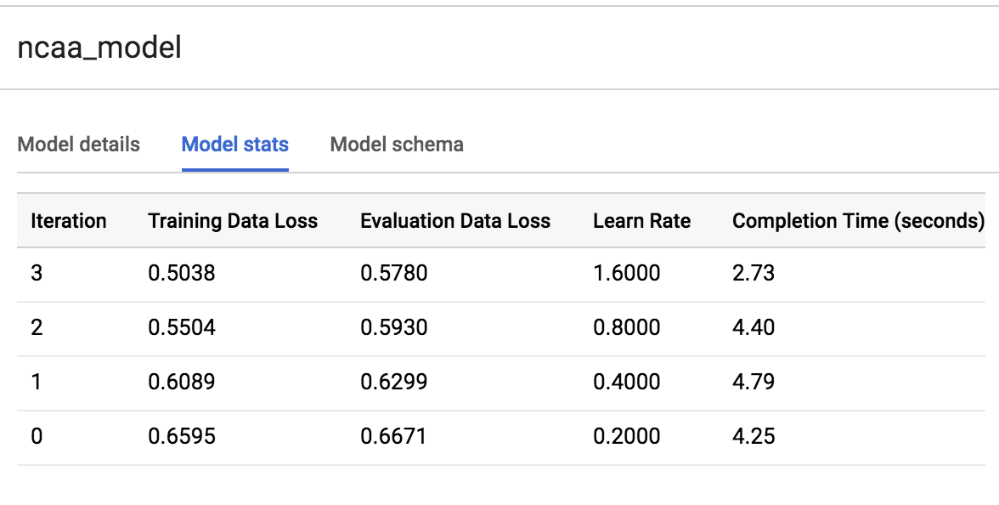 ncaa_model
Model details Model stats Model schema
Iteration Training Data Loss Evaluation Data Loss Learn Rate Completion Time (seconds)
3 0.5038 0.5780 1.6000 2.73
2 0.5504 0.5930 0.8000 4.40
1 0.6089 0.6299 0.4000 4.79
0 0.6595 0.6671 0.2000 4.25